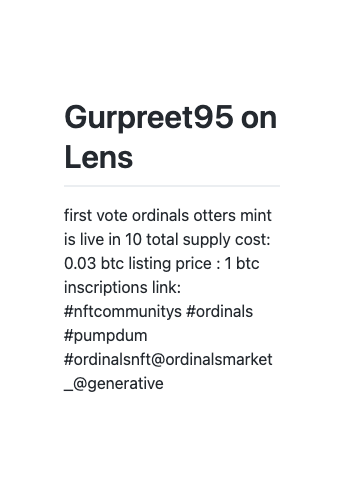 Gurpreet95 on
Lens
first vote ordinals otters mint
is live in 10 total supply cost:
0.03 btc listing price : 1 btc
inscriptions link:
#nftcommunitys #ordinals
#pumpdum
#ordinalsnft@ordinalsmarket
_@generative